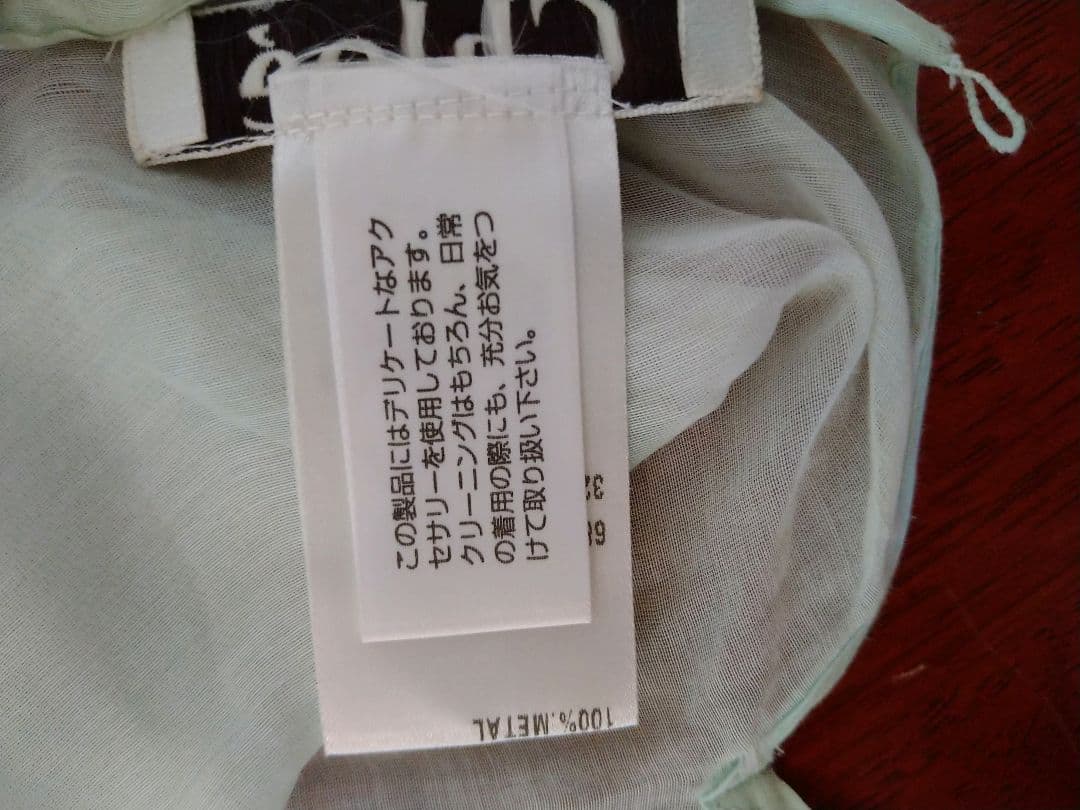 この製品にはデリケートなアク
セサリーを使用しております。
クリーニングはもちろん、日常
の着用の際にも、充分お気をつ
けて取り扱い下さい。
100%.METAL